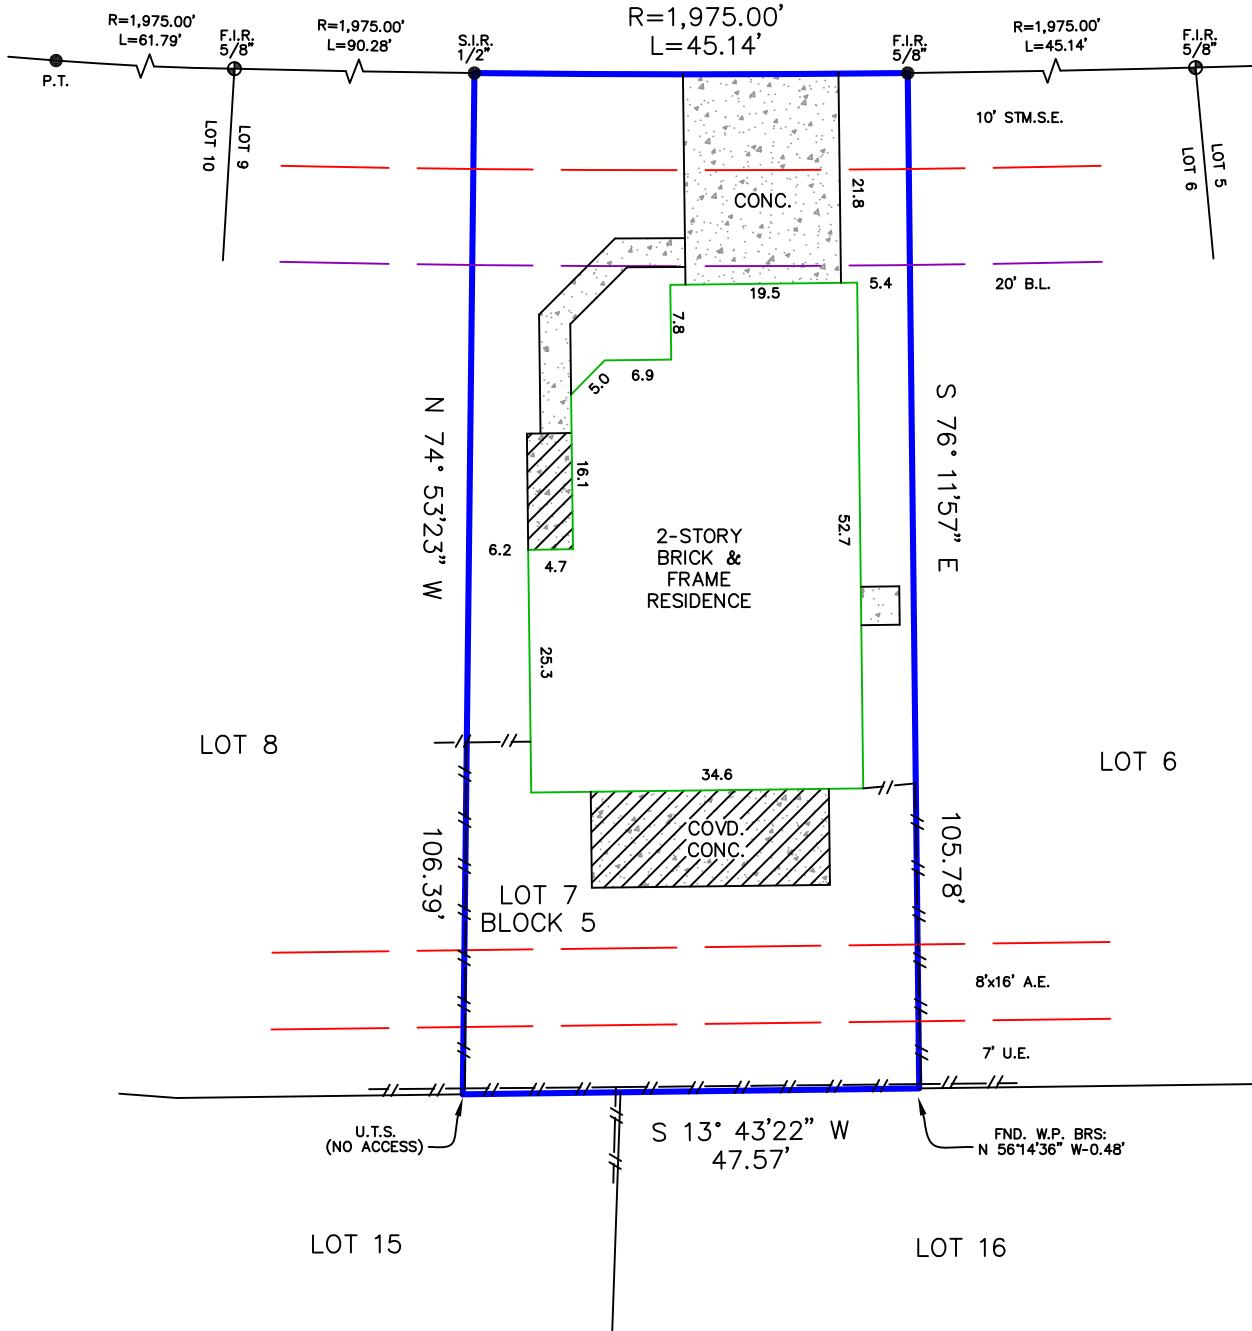 R=1,975.00'
L=61.79'
F.I.R.
5/8"
R=1,975.00'
L=90.28'
S.I.R.
1/2"
R=1,975.00'
L=45.14'
F.I.R.
5/8"
R=1,975.00'
L=45.14'
F.I.R.
5/8"
P.T.
LOT 10
LOT 9
10' STM.S.E.
LOT 6
LOT 5
CONC.
21.8
20' B.L.
19.5
5.4
7.8
6.9
5.0
N 74° 53'23" W
S 76° 11'57" E
16.1
6.2
4.7
52.7
2-STORY
BRICK &
FRAME
RESIDENCE
25.3
LOT 8
LOT 6
34.6
COVD.
CONC.
106.39'
105.78'
LOT 7
BLOCK 5
8'x16' A.E.
7' U.E.
U.T.S.
(NO ACCESS)
S 13° 43'22" W
47.57'
FND. W.P. BRS:
N 56°14'36" W-0.48'
LOT 15
LOT 16